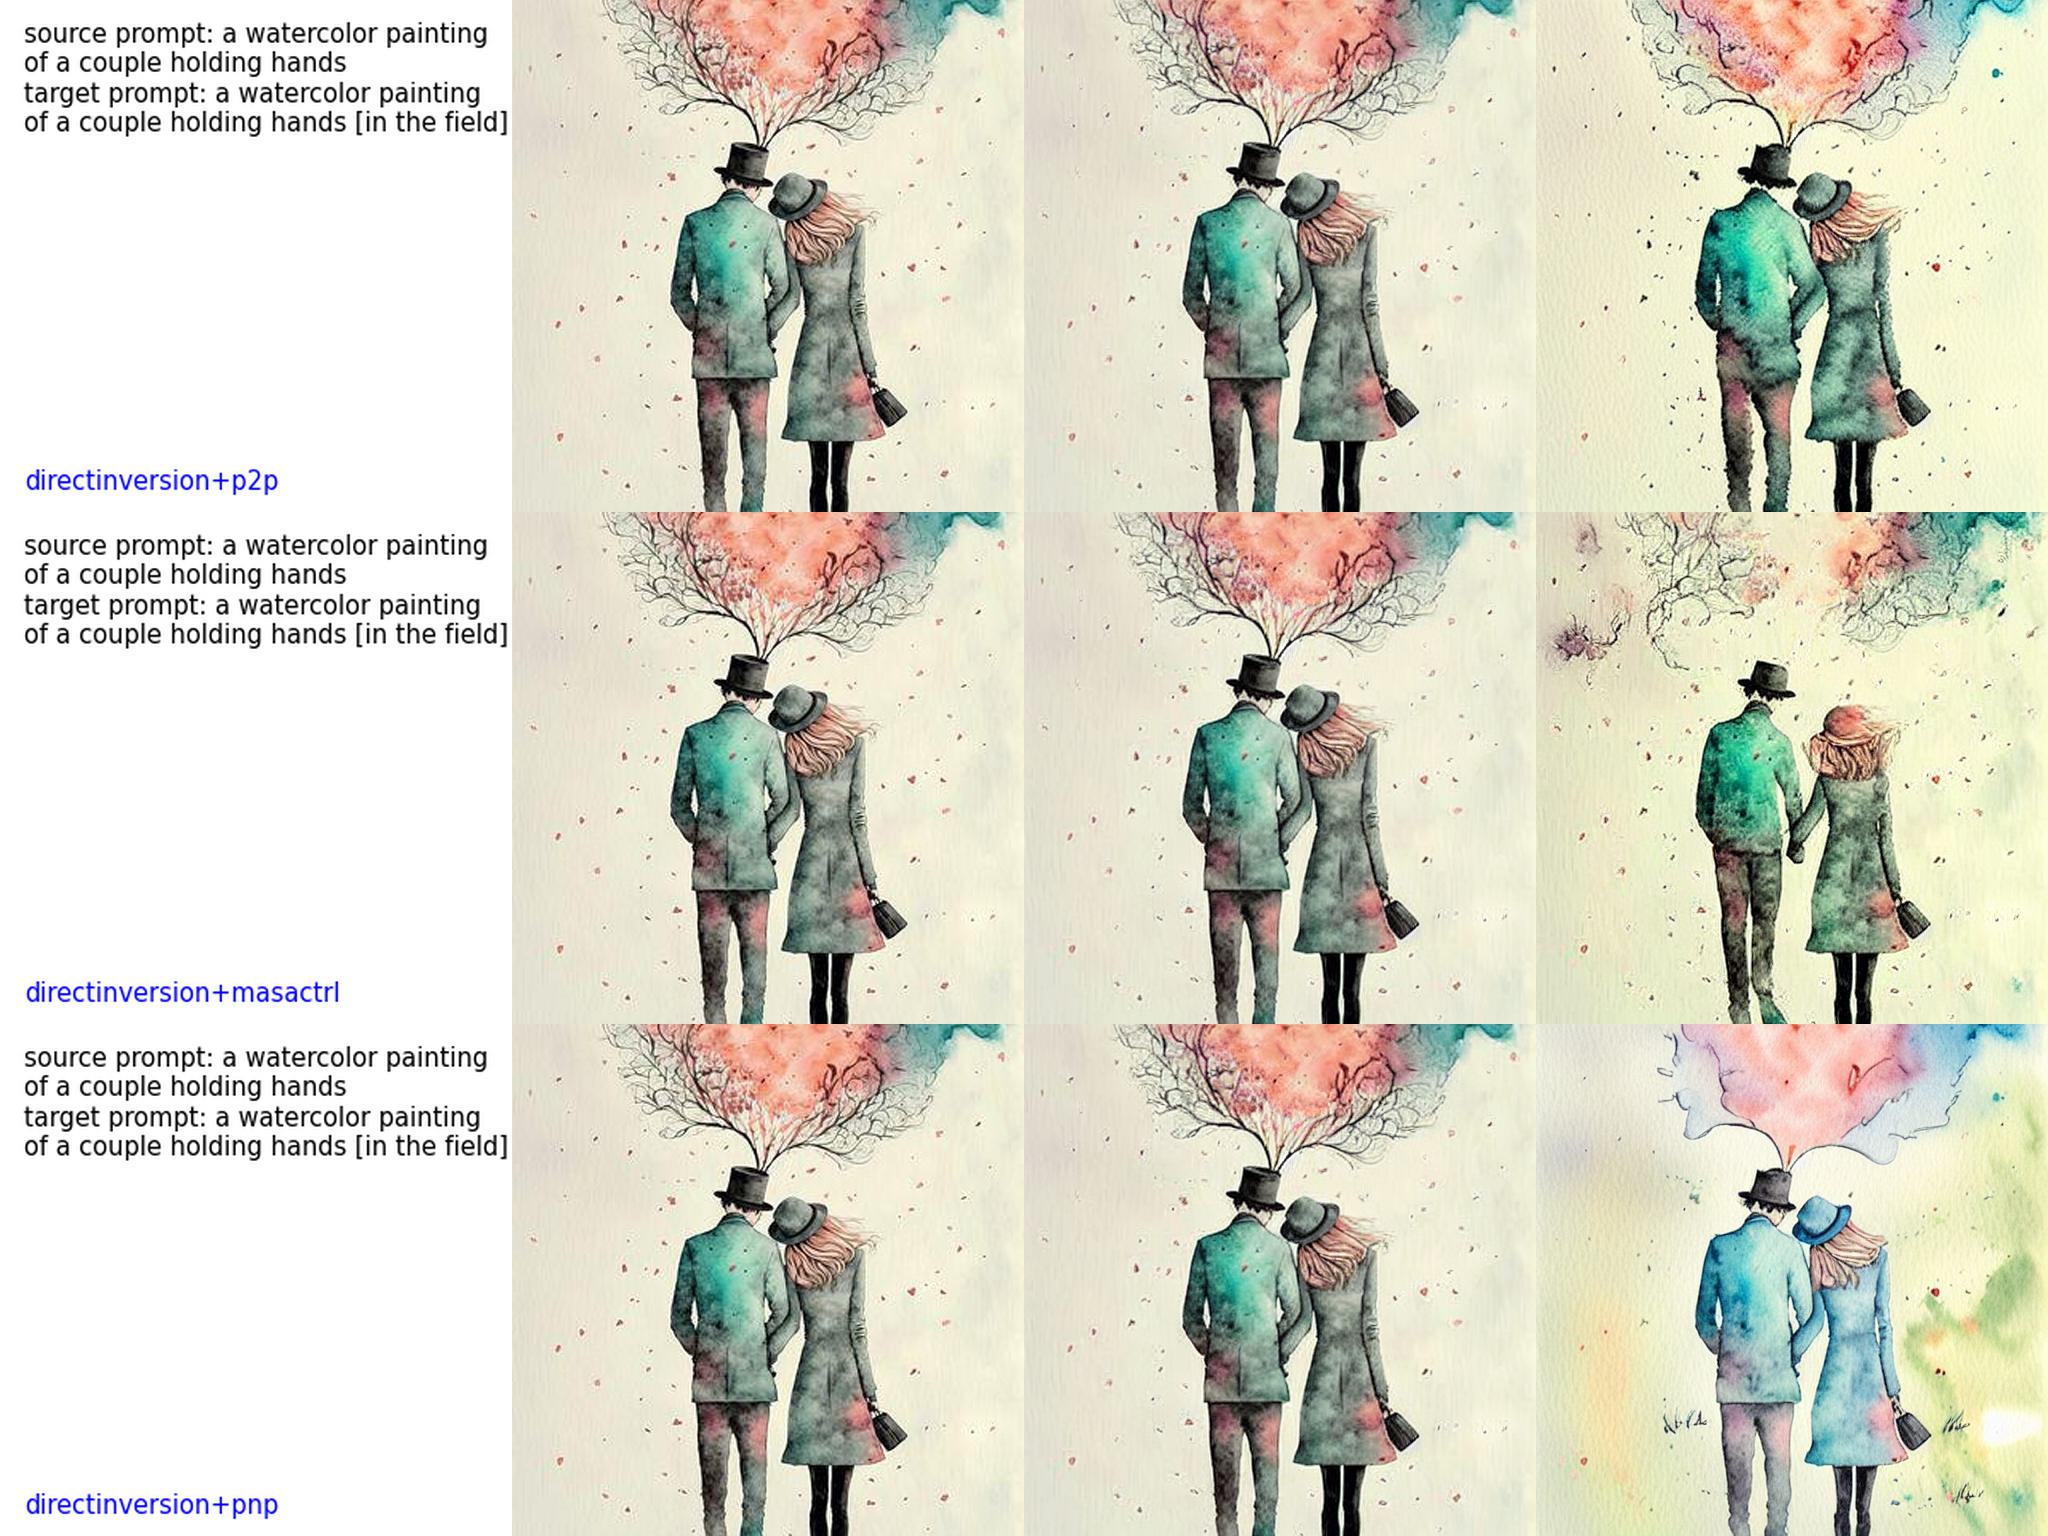 source prompt: a watercolor painting
of a couple holding hands
target prompt: a watercolor painting
of a couple holding hands [in the field]
directinversion+p2p
source prompt: a watercolor painting
of a couple holding hands
target prompt: a watercolor painting
of a couple holding hands [in the field]
directinversion+masactrl
source prompt: a watercolor painting
of a couple holding hands
target prompt: a watercolor painting
of a couple holding hands [in the field]
directinversion+pnp